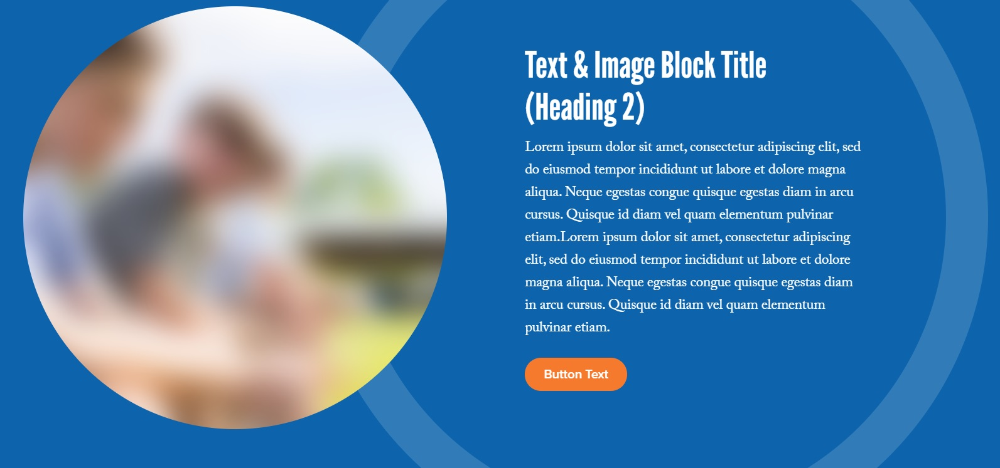 Text & Image Block Title
(Heading 2)
Lorem ipsum dolor sit amet, consectetur adipiscing elit, sed
do eiusmod tempor incididunt ut labore et dolore magna
aliqua. Neque egestas congue quisque egestas diam in arcu
cursus. Quisque id diam vel quam elementum pulvinar
etiam.Lorem ipsum dolor sit amet, consectetur adipiscing
elit, sed do eiusmod tempor incididunt ut labore et dolore
magna aliqua. Neque egestas congue quisque egestas diam
in arcu cursus. Quisque id diam vel quam elementum
pulvinar etiam.
Button Text